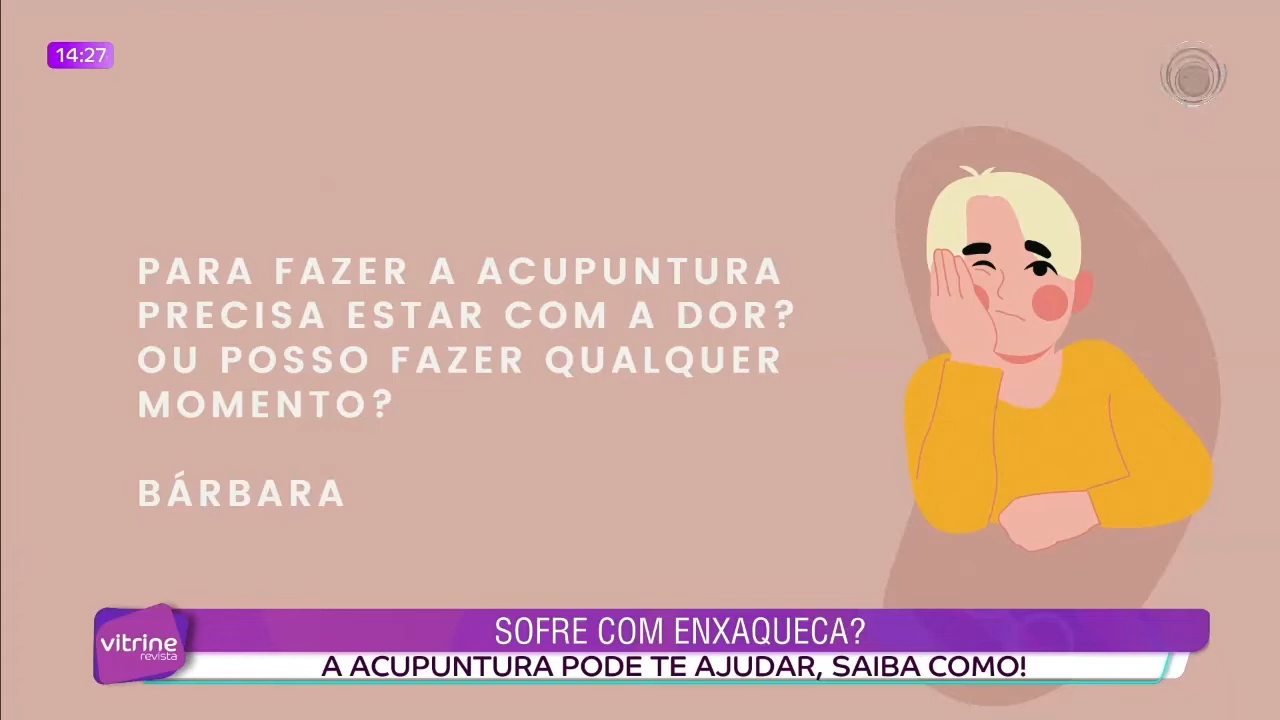 14:27
PARA FAZER A ACUPUNTURA
PRECISA ESTAR COM A DOR?
OU POSSO FAZER QUALQUER
MOMENTO?
BÁRBARA
SOFRE COM ENXAQUECA?
vitrine
revista
A ACUPUNTURA PODE TE AJUDAR, SAIBA COMO!